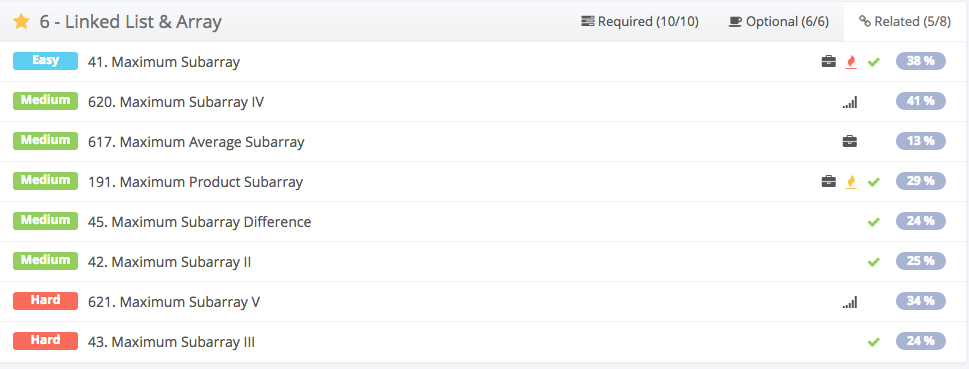 6 - Linked List & Array Required (10/10) Optional (6/6) Related (5/8)
Easy 41. Maximum Subarray 38 %
Medium 620. Maximum Subarray IV 41 %
Medium 617. Maximum Average Subarray 13 %
Medium 191. Maximum Product Subarray 29 %
Medium 45. Maximum Subarray Difference 24 %
Medium 42. Maximum Subarray II 25 %
Hard 621. Maximum Subarray V 34 %
Hard 43. Maximum Subarray III 24 %